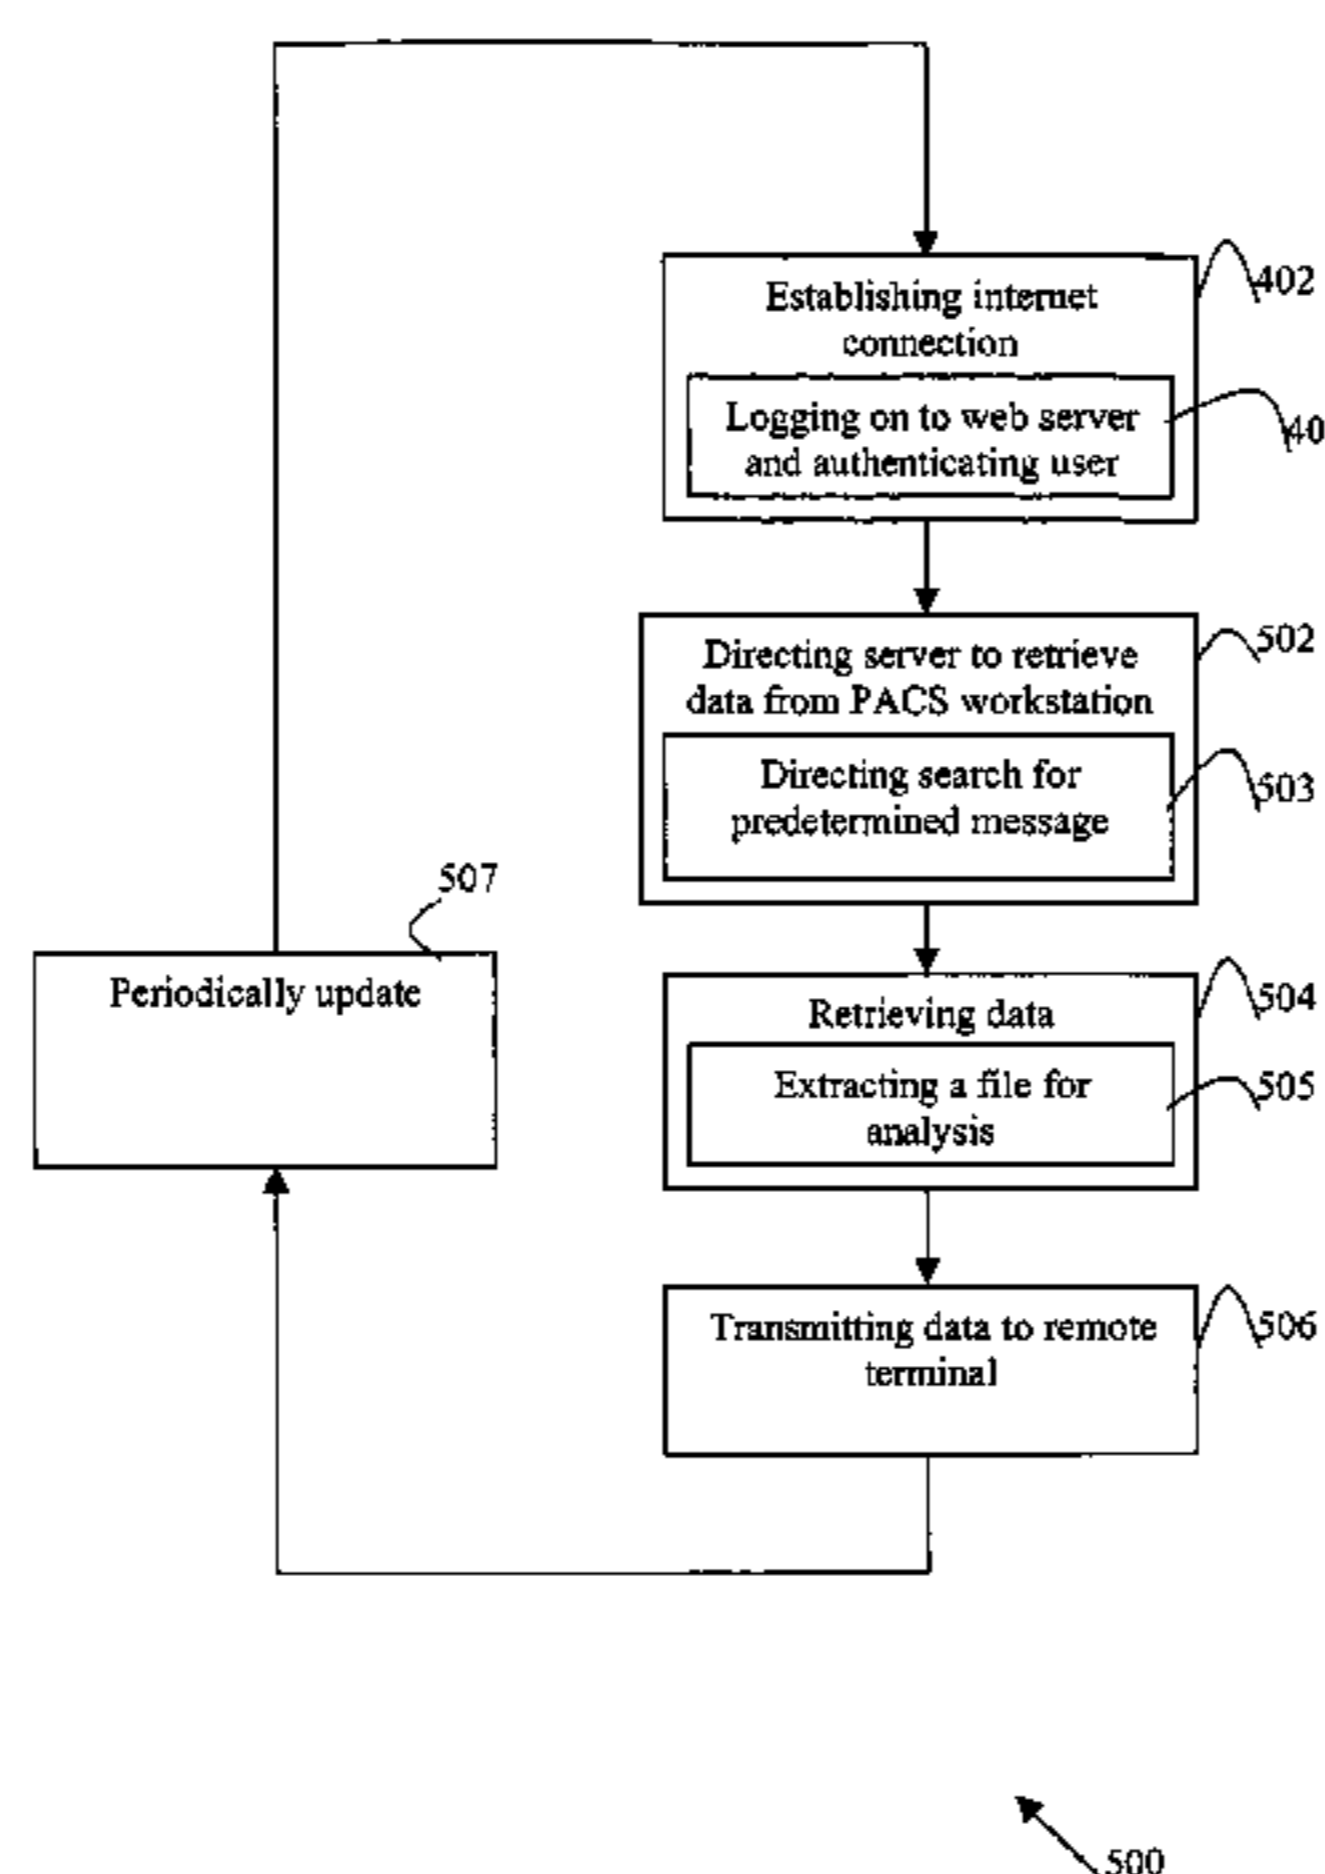 Establishing internet
connection
402
Logging on to web server
and authenticating user
40
Directing server to retrieve
data from PACS workstation
502
Directing search for
predetermined message
503
507
Periodically update
Retrieving data
504
Extracting a file for
analysis
505
Transmitting data to remote
terminal
506
500